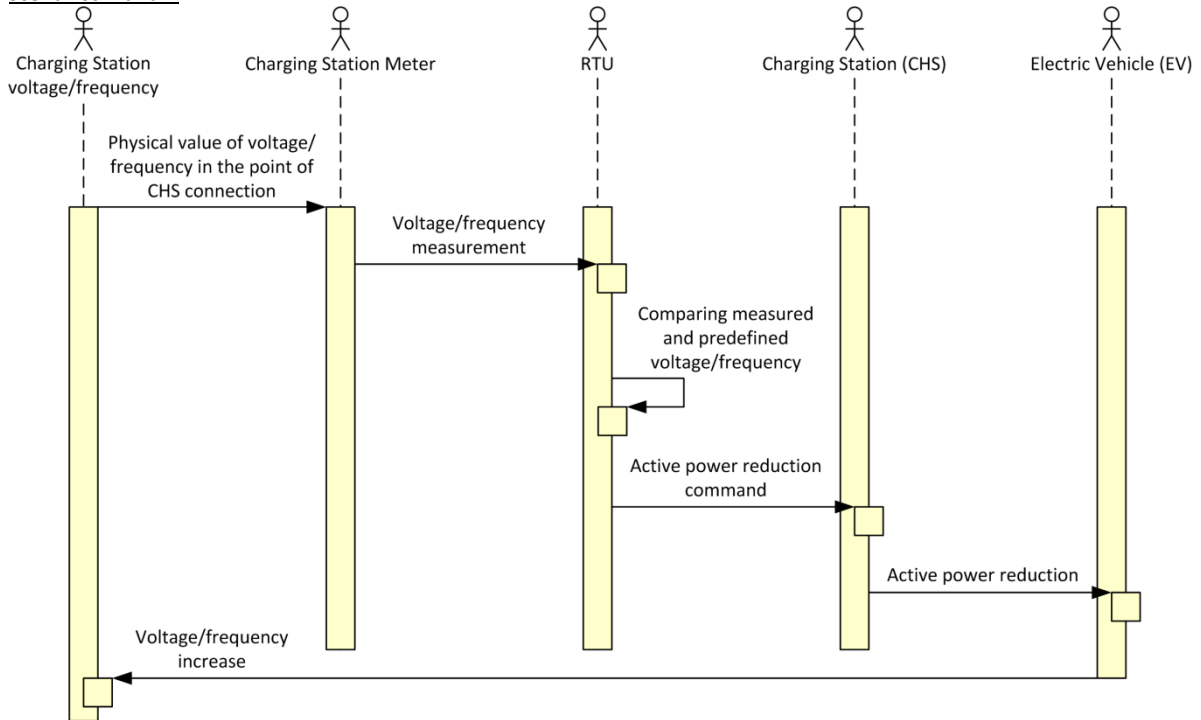 Charging Station
voltage/frequency
Charging Station Meter
RTU
Charging Station (CHS)
Electric Vehicle (EV)
Physical value of voltage/
frequency in the point of
CHS connection
Voltage/frequency
measurement
Comparing measured
and predefined
voltage/frequency
Active power reduction
command
Active power reduction
Voltage/frequency
increase